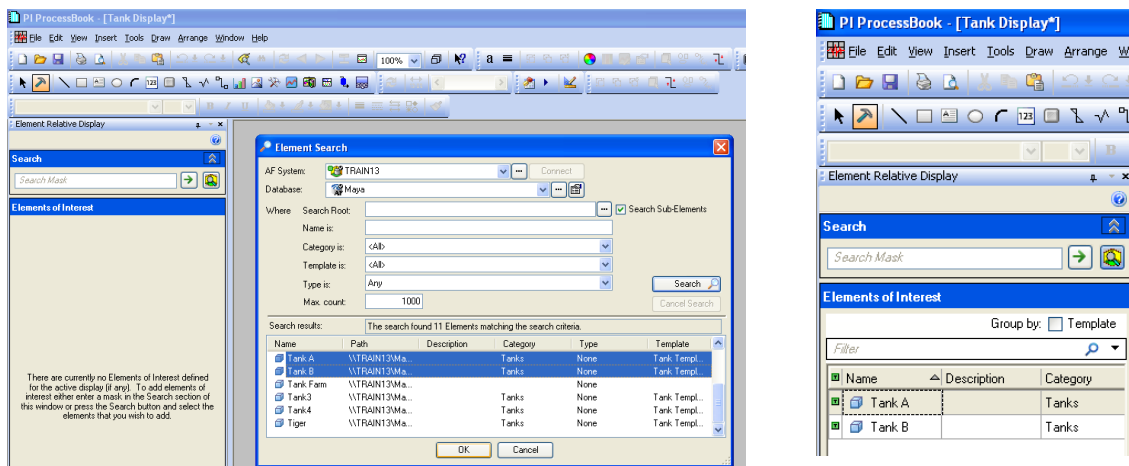 PI ProcessBook - [Tank Display*]
File Edit View Insert Tools Draw Arrange Window Help
100%
a
123
B I U
Element Relative Display
Search
Search Mask
Elements of Interest
There are currently no Elements of Interest defined
for the active display (if any). To add elements of
interest either enter a mask in the Search section of
this window or press the Search button and select the
elements that you wish to add.
Element Search
AF System: TRAIN13 ... Connect
Database: Maya ...
Where Search Root: ... Search Sub-Elements
Name is:
Category is: <All>
Template is: <All>
Type is: Any Search
Max. count: 1000 Cancel Search
Search results: The search found 11 Elements matching the search criteria.
Name Path Description Category Type Template
Tank A \\TRAIN13\Ma... Tanks None Tank Templ...
Tank B \\TRAIN13\Ma... Tanks None Tank Templ...
Tank Farm \\TRAIN13\Ma... None
Tank3 \\TRAIN13\Ma... Tanks None Tank Templ...
Tank4 \\TRAIN13\Ma... Tanks None Tank Templ...
Tiger \\TRAIN13\Ma... Tanks None Tank Templ...
OK Cancel
PI ProcessBook - [Tank Display*]
File Edit View Insert Tools Draw Arrange W
123
B
Element Relative Display
Search
Search Mask
Elements of Interest
Group by: Template
Filter
Name Description Category
Tank A Tanks
Tank B Tanks